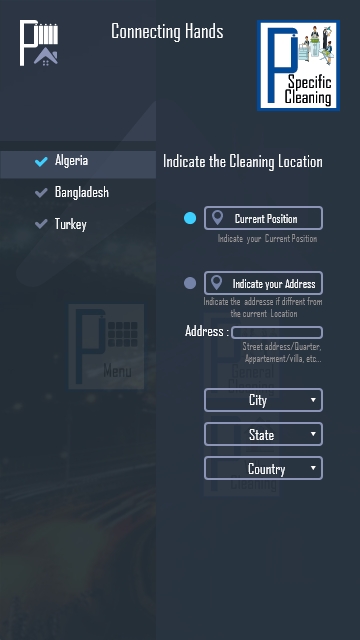 Connecting Hands
Specific
Cleaning
Algeria
Bangladesh
Turkey
Indicate the Cleaning Location
Current Position
Indicate your Current Position
Indicate your Address
Indicate the addresse if diffrent from
the current Location
Address :
Street address/Quarter,
Appartement/villa, etc...
Menu
General
Cleaning
City
State
Country